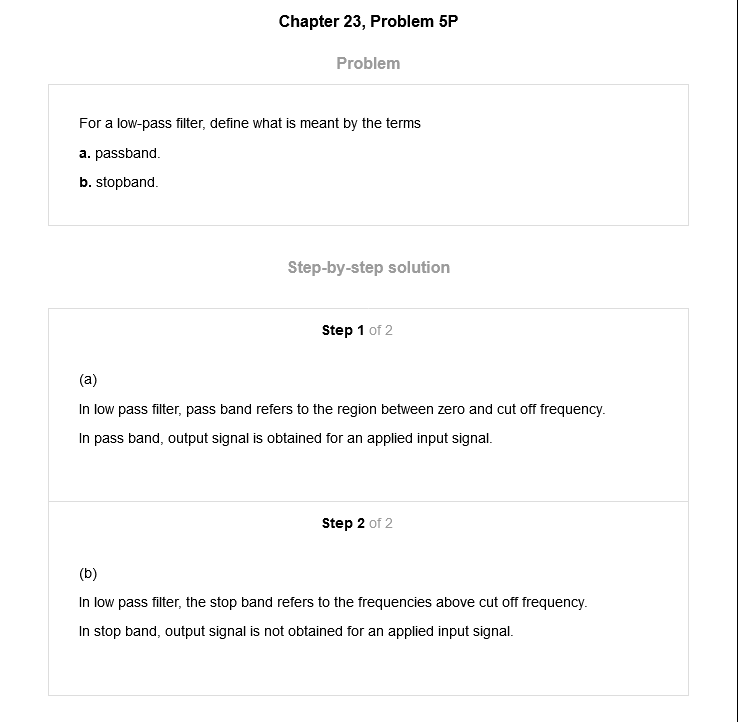 Chapter 23, Problem 5P
Problem
For a low-pass filter, define what is meant by the terms
a. passband.
b. stopband.
Step-by-step solution
Step 1 of 2
(a)
In low pass filter, pass band refers to the region between zero and cut off frequency.
In pass band, output signal is obtained for an applied input signal.
Step 2 of 2
(b)
In low pass filter, the stop band refers to the frequencies above cut off frequency.
In stop band, output signal is not obtained for an applied input signal.